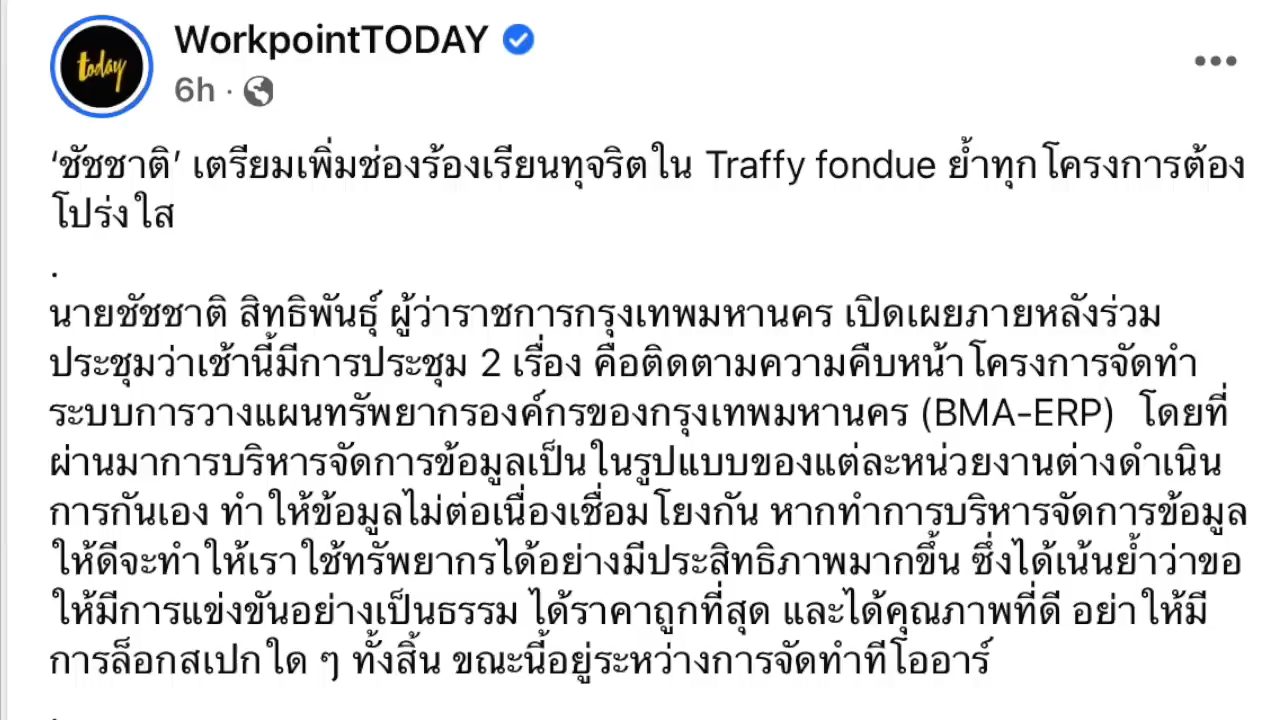 today
WorkpointTODAY
6h ·
‘ชัชชาติ’ เตรียมเพิ่มช่องร้องเรียนทุจริตใน Traffy fondue ย้ำทุกโครงการต้อง
โปร่งใส
.
นายชัชชาติ สิทธิพันธุ์ ผู้ว่าราชการกรุงเทพมหานคร เปิดเผยภายหลังร่วม
ประชุมว่าเช้านี้มีการประชุม 2 เรื่อง คือติดตามความคืบหน้าโครงการจัดทำ
ระบบการวางแผนทรัพยากรองค์กรของกรุงเทพมหานคร (BMA-ERP) โดยที่
ผ่านมาการบริหารจัดการข้อมูลเป็นในรูปแบบของแต่ละหน่วยงานต่างดำเนิน
การกันเอง ทำให้ข้อมูลไม่ต่อเนื่องเชื่อมโยงกัน หากทำการบริหารจัดการข้อมูล
ให้ดีจะทำให้เราใช้ทรัพยากรได้อย่างมีประสิทธิภาพมากขึ้น ซึ่งได้เน้นย้ำว่าขอ
ให้มีการแข่งขันอย่างเป็นธรรม ได้ราคาถูกที่สุด และได้คุณภาพที่ดี อย่าให้มี
การล็อกสเปกใด ๆ ทั้งสิ้น ขณะนี้อยู่ระหว่างการจัดทำทีโออาร์
.